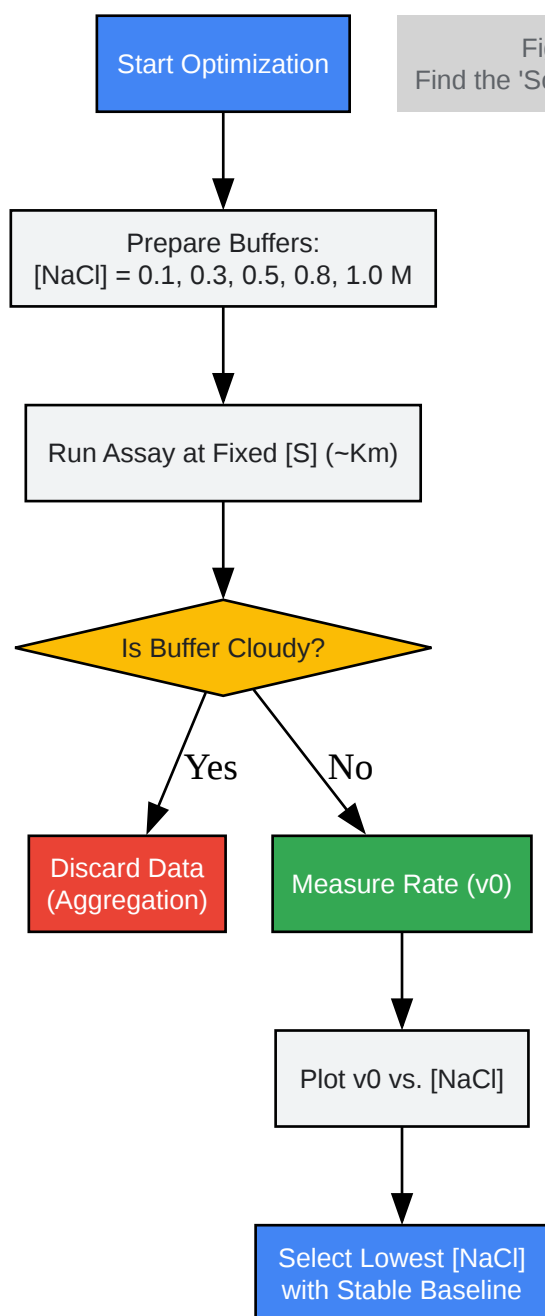 Start Optimization
Find the
Prepare Buffers:
[NaCl] = 0.1, 0.3, 0.5, 0.8, 1.0 M
Run Assay at Fixed [S] (~Km)
Is Buffer Cloudy?
Yes
No
Discard Data
(Aggregation)
Measure Rate (v0)
Plot v0 vs. [NaCl]
Select Lowest [NaCl]
with Stable Baseline